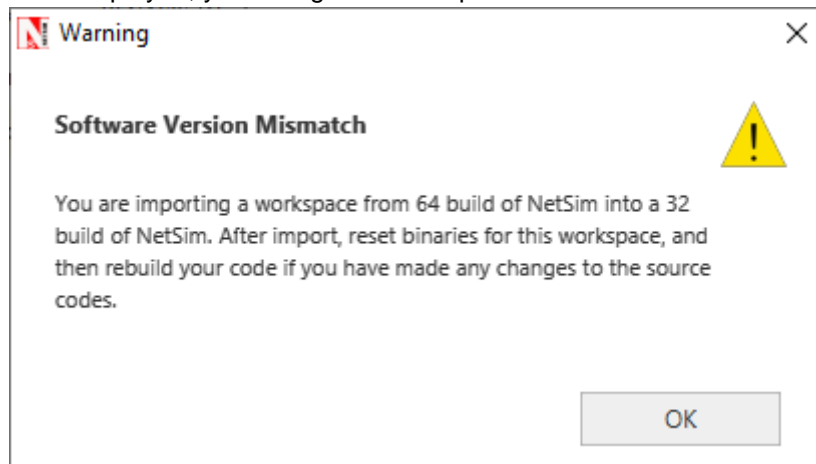 Warning
Software Version Mismatch
You are importing a workspace from 64 build of NetSim into a 32
build of NetSim. After import, reset binaries for this workspace, and
then rebuild your code if you have made any changes to the source
codes.
OK